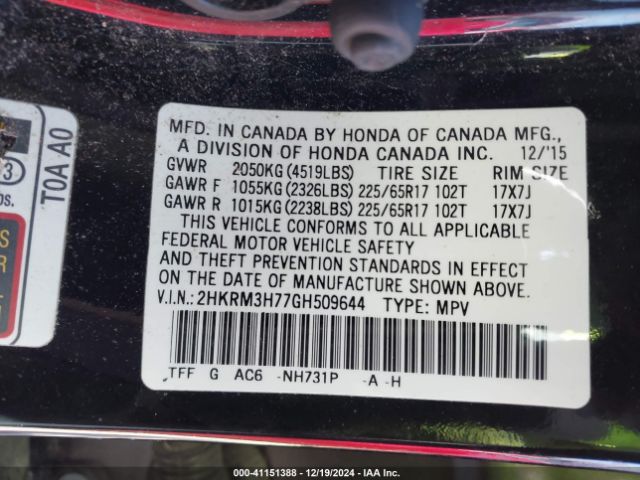 MFD. IN CANADA BY HONDA OF CANADA MFG.,
A DIVISION OF HONDA CANADA INC. 12/'15
GVWR 2050KG (4519LBS) TIRE SIZE RIM SIZE
GAWR F 1055KG (2326LBS) 225/65R17 102T 17X7J
GAWR R 1015KG (2238LBS) 225/65R17 102T 17X7J
THIS VEHICLE CONFORMS TO ALL APPLICABLE
FEDERAL MOTOR VEHICLE SAFETY
AND THEFT PREVENTION STANDARDS IN EFFECT
ON THE DATE OF MANUFACTURE SHOWN ABOVE.
V.I.N.: 2HKRM3H77GH509644 TYPE: MPV
TFF G AC6 -NH731P -A -H
T0A A0
3
000-41151388 - 12/19/2024 - IAA Inc.